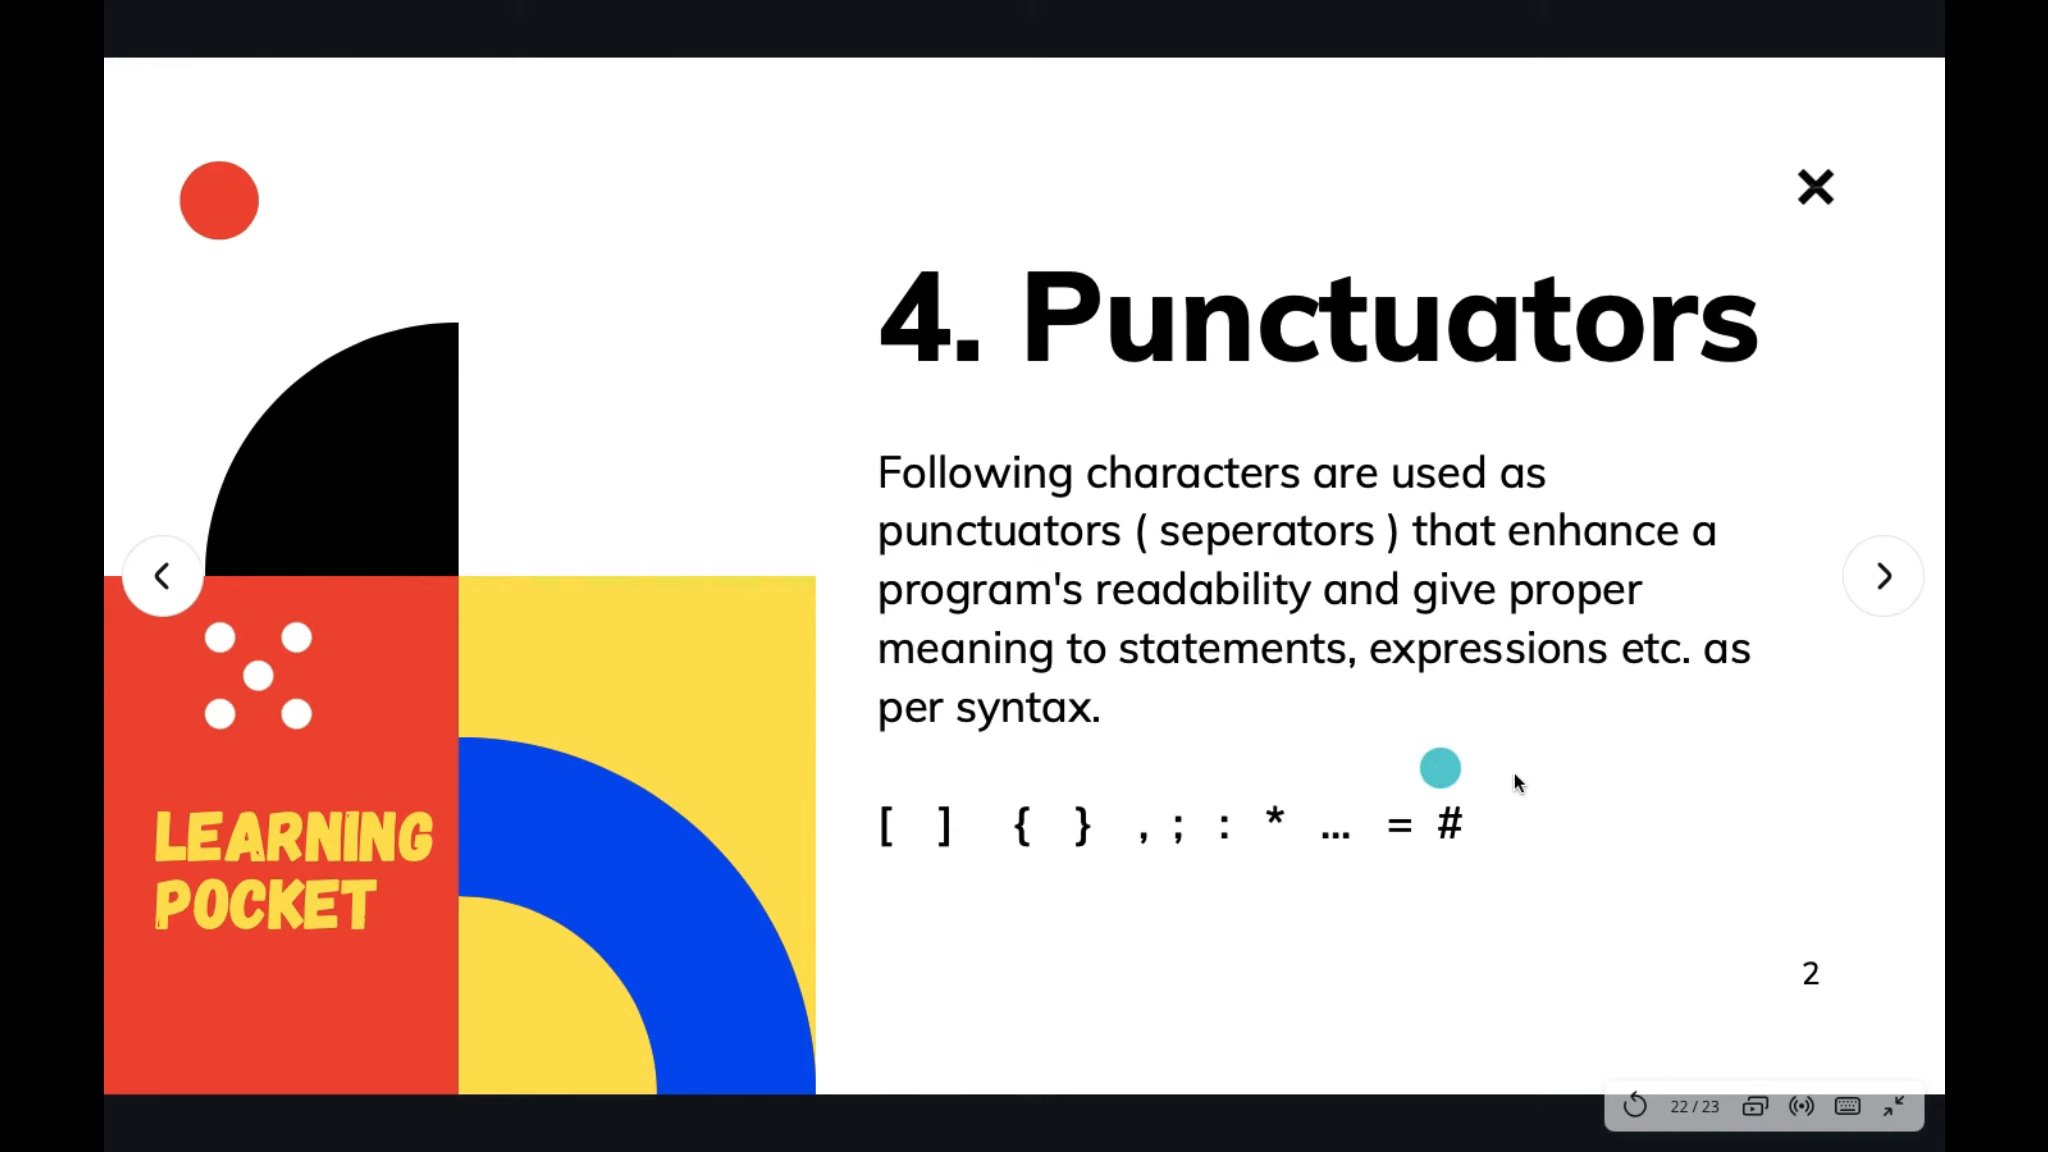 4. Punctuators
Following characters are used as
punctuators ( seperators ) that enhance a
program's readability and give proper
meaning to statements, expressions etc. as
per syntax.
[ ] { } , ; : * ... = #
LEARNING
POCKET
2
22 / 23